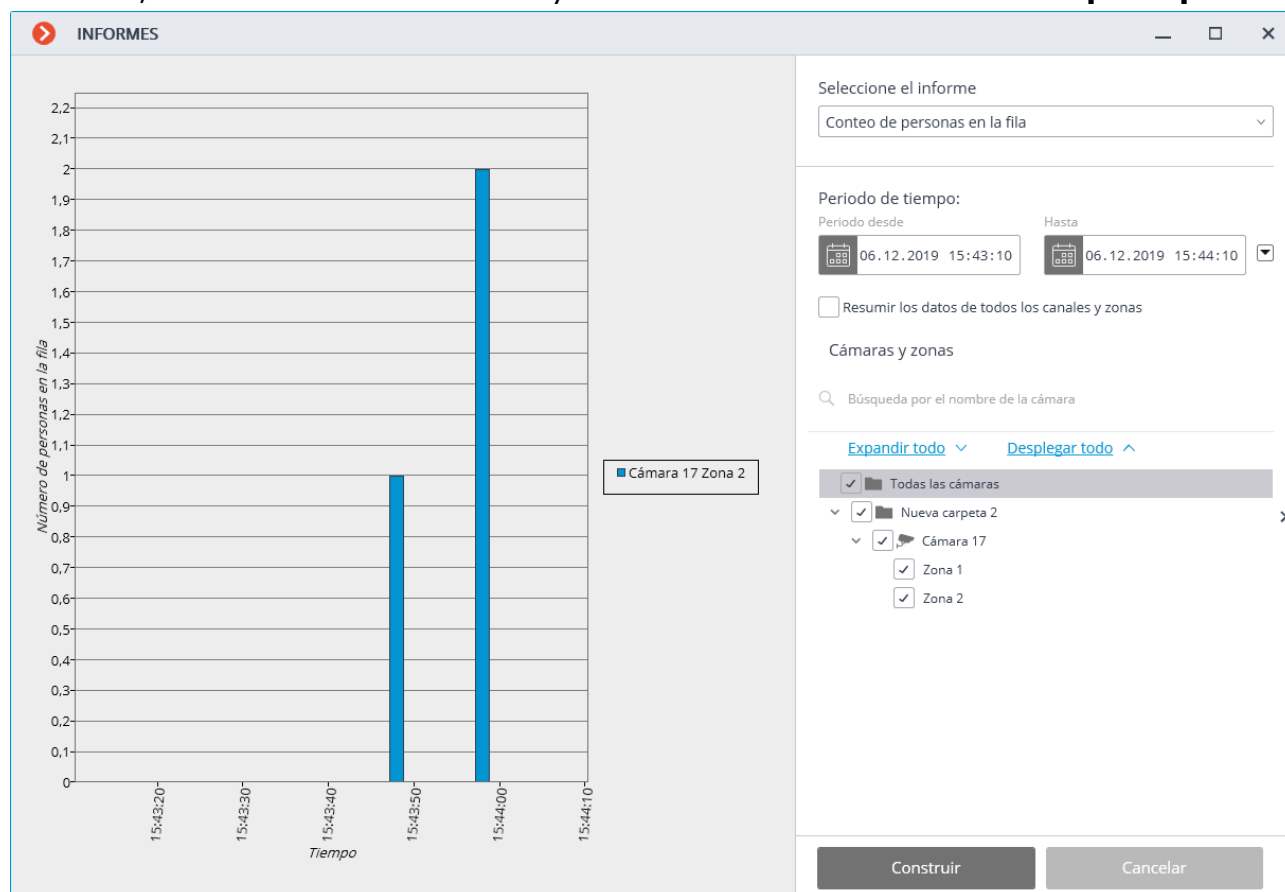 INFORMES
2,2
2,1
2
1,9
1,8
1,7
1,6
1,5
1,4
1,3
1,2
1,1
1
0,9
0,8
0,7
0,6
0,5
0,4
0,3
0,2
0,1
0
Número de personas en la fila
15:43:20
15:43:30
15:43:40
15:43:50
15:44:00
15:44:10
Tiempo
Cámara 17 Zona 2
Seleccione el informe
Conteo de personas en la fila
Periodo de tiempo:
Periodo desde Hasta
06.12.2019 15:43:10 06.12.2019 15:44:10
Resumir los datos de todos los canales y zonas
Cámaras y zonas
Búsqueda por el nombre de la cámara
Expandir todo Desplegar todo
Todas las cámaras
Nueva carpeta 2
Cámara 17
Zona 1
Zona 2
Construir Cancelar